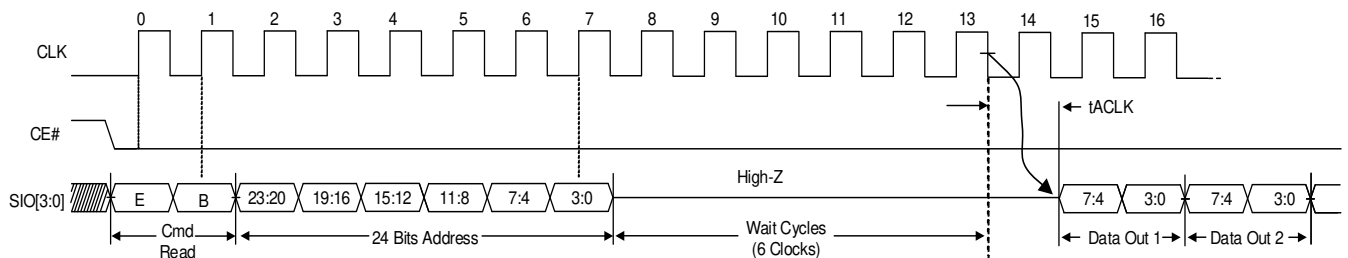 0 1 2 3 4 5 6 7 8 9 10 11 12 13 14 15 16
CLK
tACLK
CE#
High-Z
SIO[3:0] E B 23:20 19:16 15:12 11:8 7:4 3:0 7:4 3:0 7:4 3:0
Cmd Read
24 Bits Address
Wait Cycles
(6 Clocks)
Data Out 1 Data Out 2